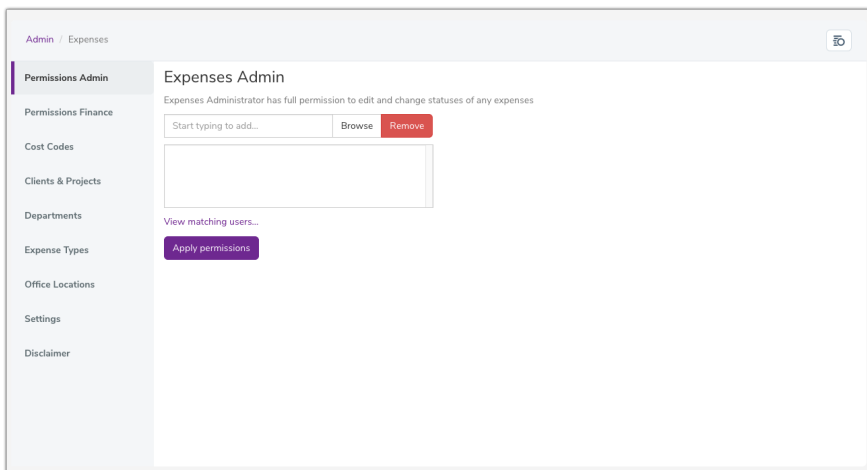 Admin / Expenses
Permissions Admin
Permissions Finance
Cost Codes
Clients & Projects
Departments
Expense Types
Office Locations
Settings
Disclaimer
Expenses Admin
Expenses Administrator has full permission to edit and change statuses of any expenses
Start typing to add... Browse Remove
View matching users...
Apply permissions